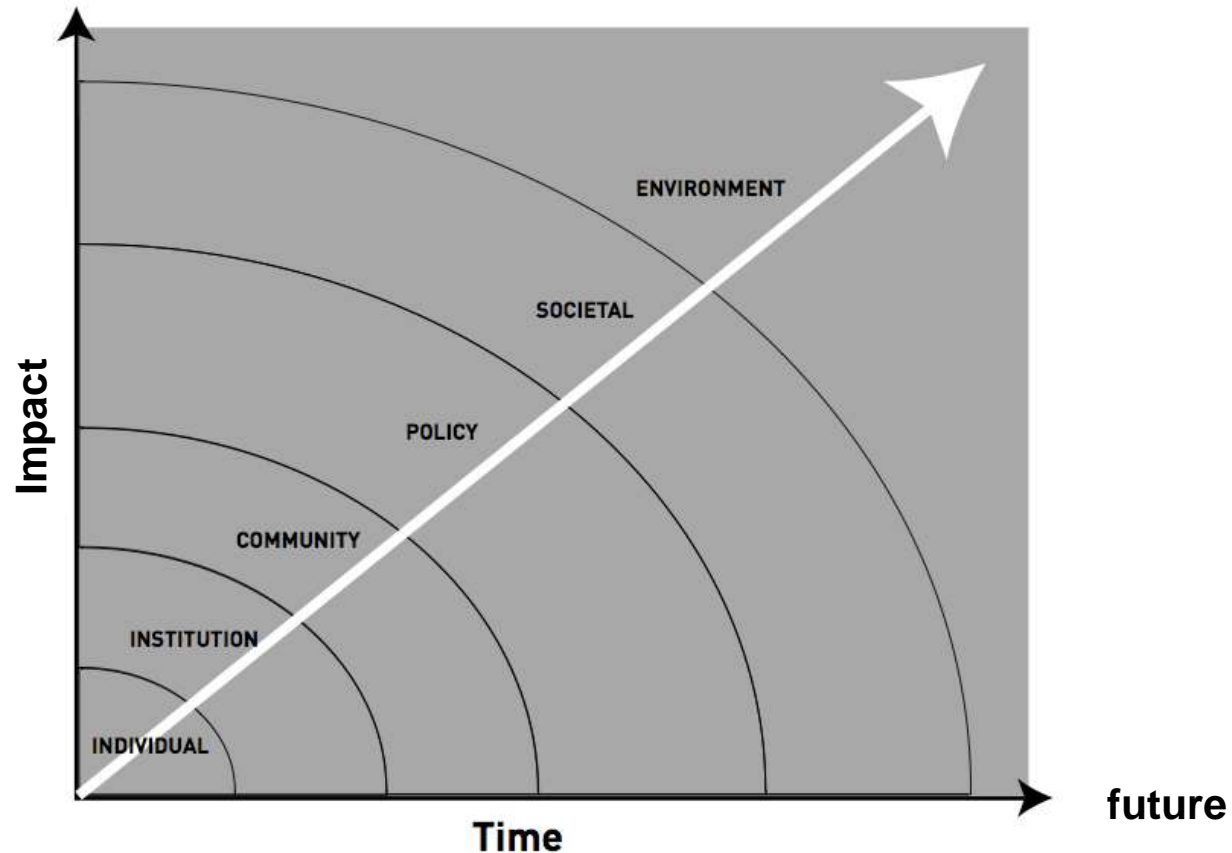 ENVIRONMENT
SOCIETAL
POLICY
COMMUNITY
INSTITUTION
INDIVIDUAL
Impact
Time
future